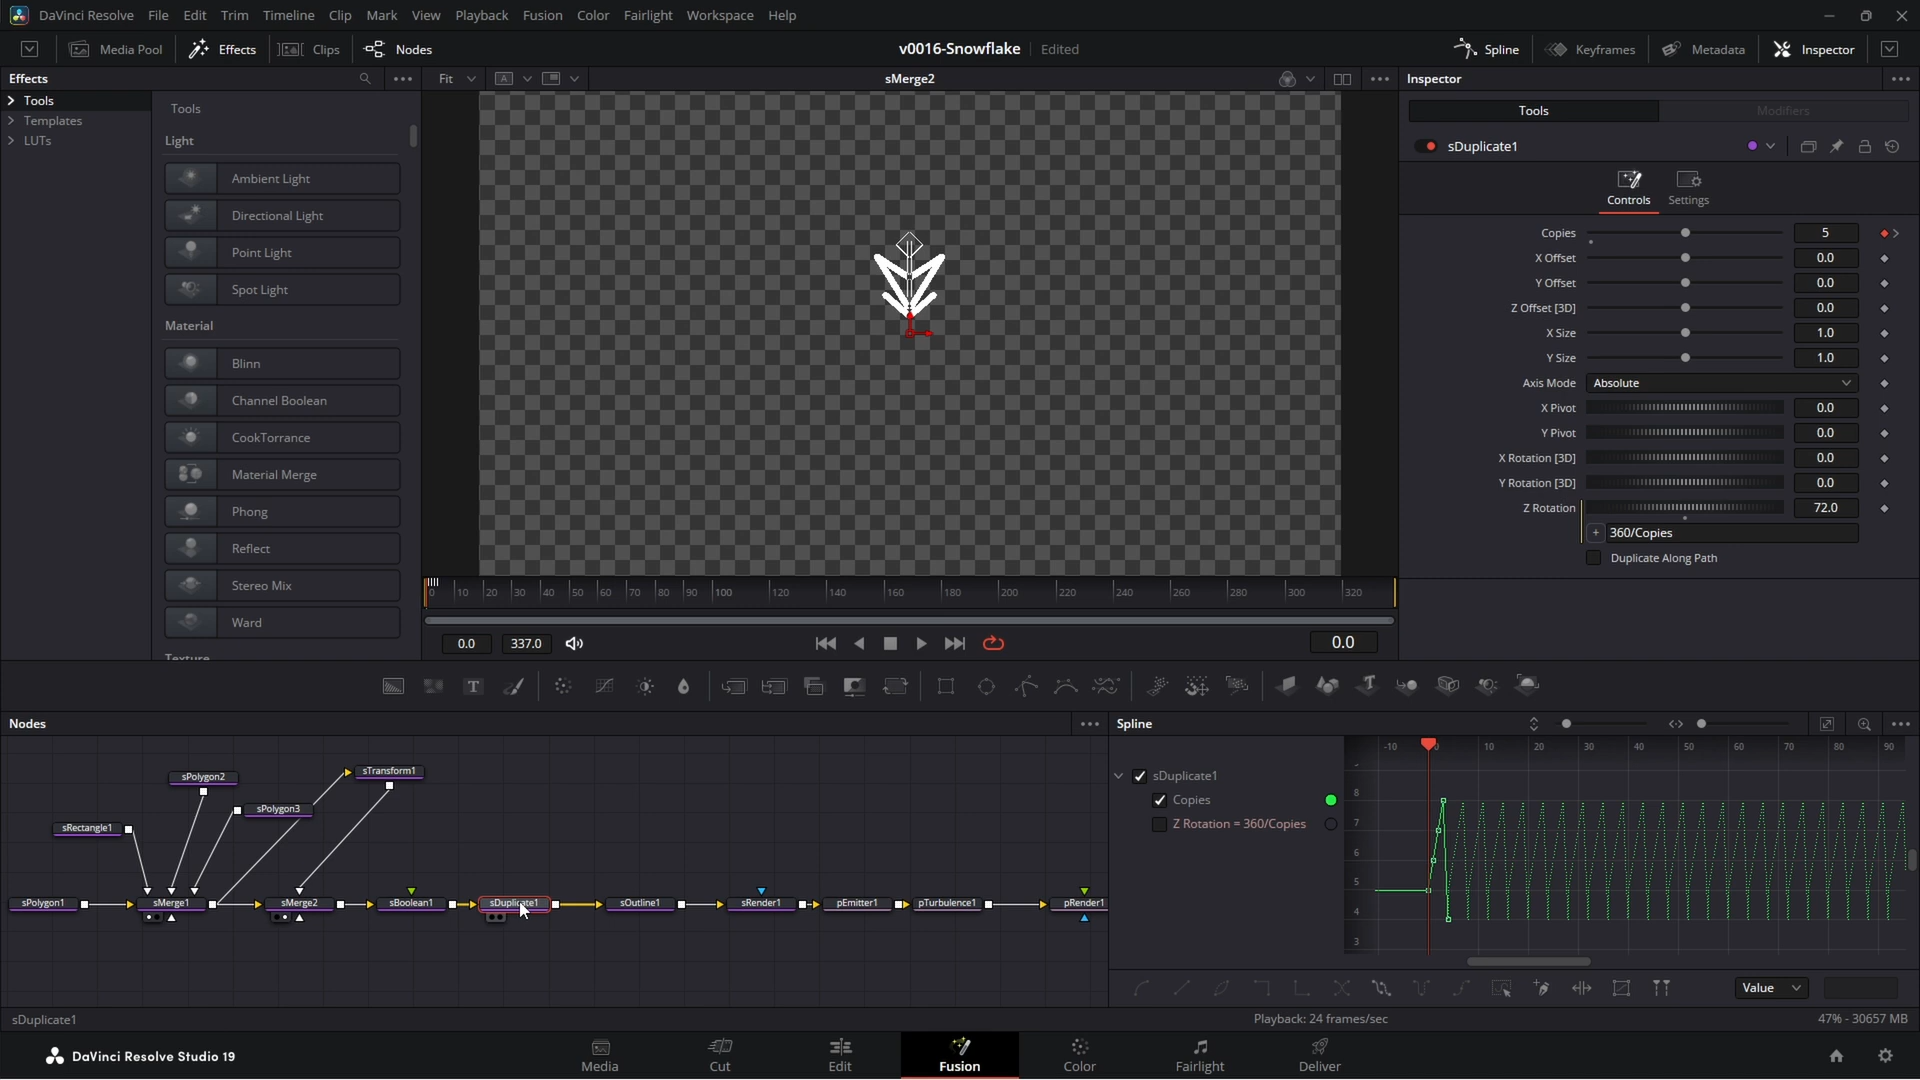 DaVinci Resolve File Edit Trim Timeline Clip Mark View Playback Fusion Color Fairlight Workspace Help
Media Pool Effects Clips Nodes v0016-Snowflake Edited Spline Keyframes Metadata Inspector
Effects Fit A sMerge2 Inspector
Tools
Templates
LUTs
Tools
Light
Ambient Light
Directional Light
Point Light
Spot Light
Material
Blinn
Channel Boolean
CookTorrance
Material Merge
Phong
Reflect
Stereo Mix
Ward
Texture
0 10 20 30 40 50 60 70 80 90 100 120 140 160 180 200 220 240 260 280 300 320
0.0 337.0 0.0
Tools Modifiers
sDuplicate1
Controls Settings
Copies 5
X Offset 0.0
Y Offset 0.0
Z Offset [3D] 0.0
X Size 1.0
Y Size 1.0
Axis Mode Absolute
X Pivot 0.0
Y Pivot 0.0
X Rotation [3D] 0.0
Y Rotation [3D] 0.0
Z Rotation 72.0
+ 360/Copies
Duplicate Along Path
T
Nodes
sPolygon2 sTransform1
sPolygon3
sRectangle1
sPolygon1 sMerge1 sMerge2 sBoolean1 sDuplicate1 sOutline1 sRender1 pEmitter1 pTurbulence1 pRender1
Spline
sDuplicate1
Copies
Z Rotation = 360/Copies
-10 0 10 20 30 40 50 60 70 80 90
8
7
6
5
4
3
Value
sDuplicate1 Playback: 24 frames/sec 47% - 30657 MB
DaVinci Resolve Studio 19 Media Cut Edit Fusion Color Fairlight Deliver